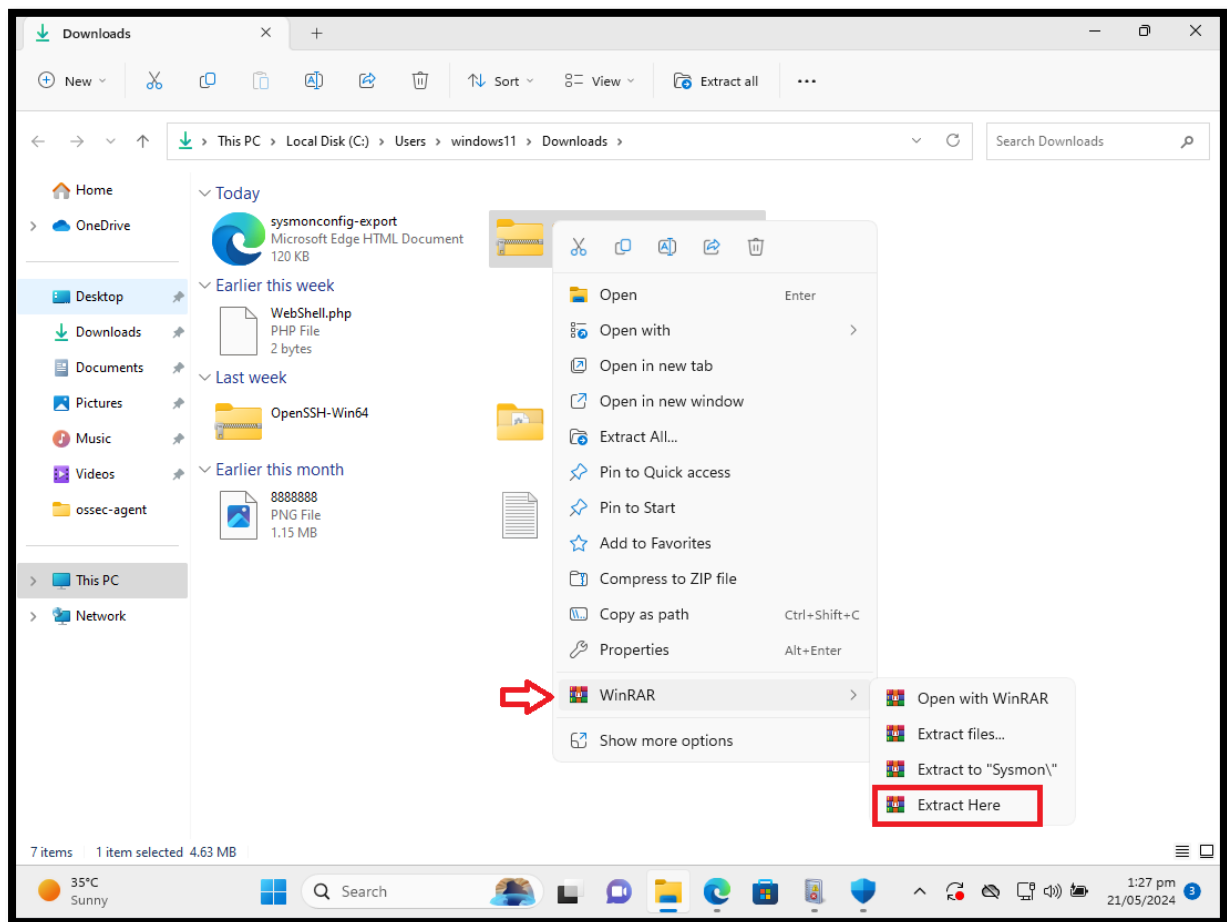 Downloads
New
Sort
View
Extract all
This PC > Local Disk (C:) > Users > windows11 > Downloads >
Search Downloads
Home
OneDrive
Desktop
Downloads
Documents
Pictures
Music
Videos
ossec-agent
This PC
Network
Today
sysmonconfig-export
Microsoft Edge HTML Document
120 KB
Earlier this week
WebShell.php
PHP File
2 bytes
Last week
OpenSSH-Win64
Earlier this month
8888888
PNG File
1.15 MB
Open Enter
Open with
Open in new tab
Open in new window
Extract All...
Pin to Quick access
Pin to Start
Add to Favorites
Compress to ZIP file
Copy as path Ctrl+Shift+C
Properties Alt+Enter
WinRAR
Show more options
Open with WinRAR
Extract files...
Extract to "Sysmon\"
Extract Here
7 items 1 item selected 4.63 MB
35°C
Sunny
Search
1:27 pm
21/05/2024
3